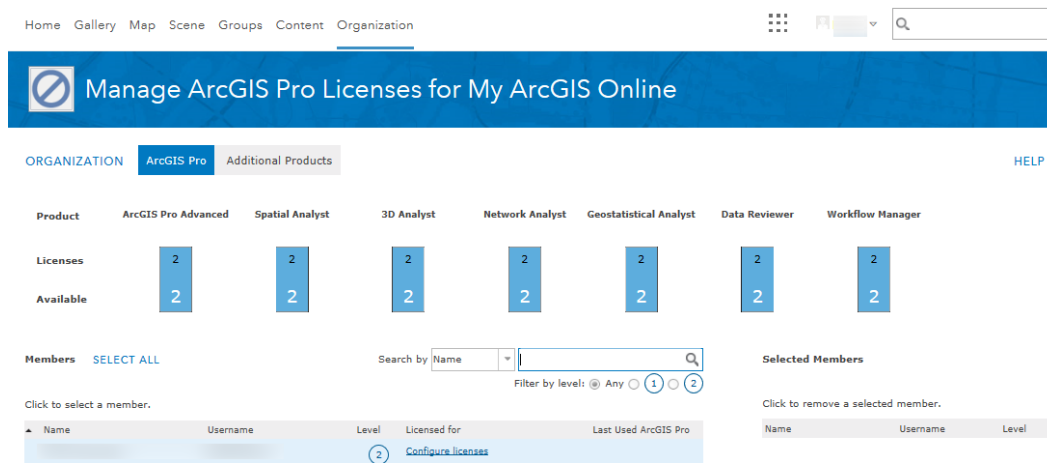 Home Gallery Map Scene Groups Content Organization
Manage ArcGIS Pro Licenses for My ArcGIS Online
ORGANIZATION ArcGIS Pro Additional Products HELP
Product ArcGIS Pro Advanced Spatial Analyst 3D Analyst Network Analyst Geostatistical Analyst Data Reviewer Workflow Manager
Licenses 2 2 2 2 2 2 2
Available 2 2 2 2 2 2 2
Members SELECT ALL Search by Name Selected Members
Filter by level: Any 1 2
Click to select a member. Click to remove a selected member.
Name Username Level Licensed for Last Used ArcGIS Pro Name Username Level
2 Configure licenses